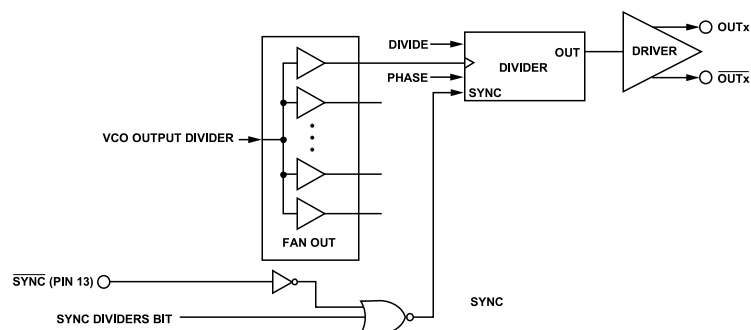 DIVIDE
PHASE
SYNC
OUT
DIVIDER
DRIVER
OUTx
OUTx
VCO OUTPUT DIVIDER
FAN OUT
SYNC (PIN 13)
SYNC DIVIDERS BIT
SYNC